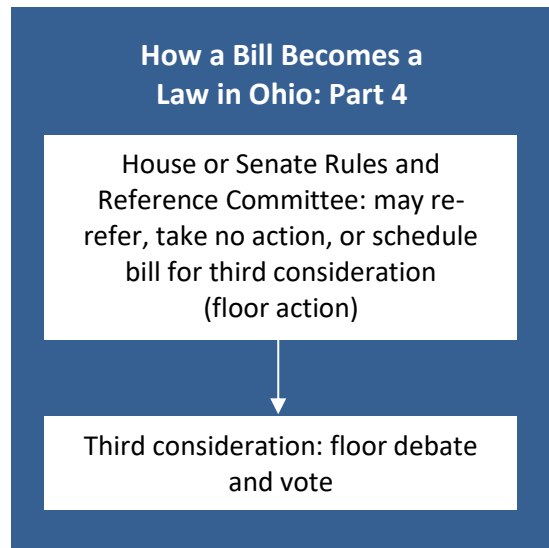 How a Bill Becomes a
Law in Ohio: Part 4
House or Senate Rules and
Reference Committee: may re-
refer, take no action, or schedule
bill for third consideration
(floor action)
Third consideration: floor debate
and vote